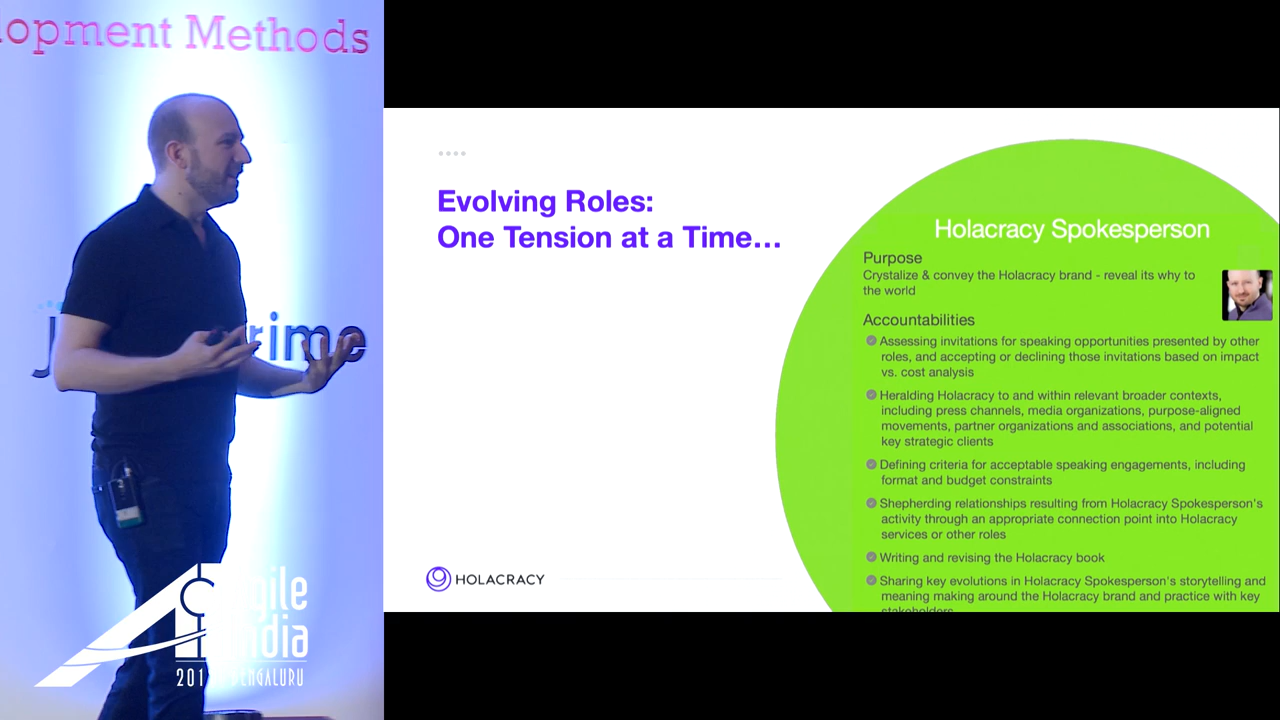 lopment Methods
rime
Agile
India
BENGALURU
Evolving Roles:
One Tension at a Time...
HOLACRACY
Holacracy Spokesperson
Purpose
Crystalize & convey the Holacracy brand - reveal its why to
the world
Accountabilities
Assessing invitations for speaking opportunities presented by other
roles, and accepting or declining those invitations based on impact
vs. cost analysis
Heralding Holacracy to and within relevant broader contexts,
including press channels, media organizations, purpose-aligned
movements, partner organizations and associations, and potential
key strategic clients
Defining criteria for acceptable speaking engagements, including
format and budget constraints
Shepherding relationships resulting from Holacracy Spokesperson's
activity through an appropriate connection point into Holacracy
services or other roles
Writing and revising the Holacracy book
Sharing key evolutions in Holacracy Spokesperson's storytelling and
meaning making around the Holacracy brand and practice with key
stakeholders